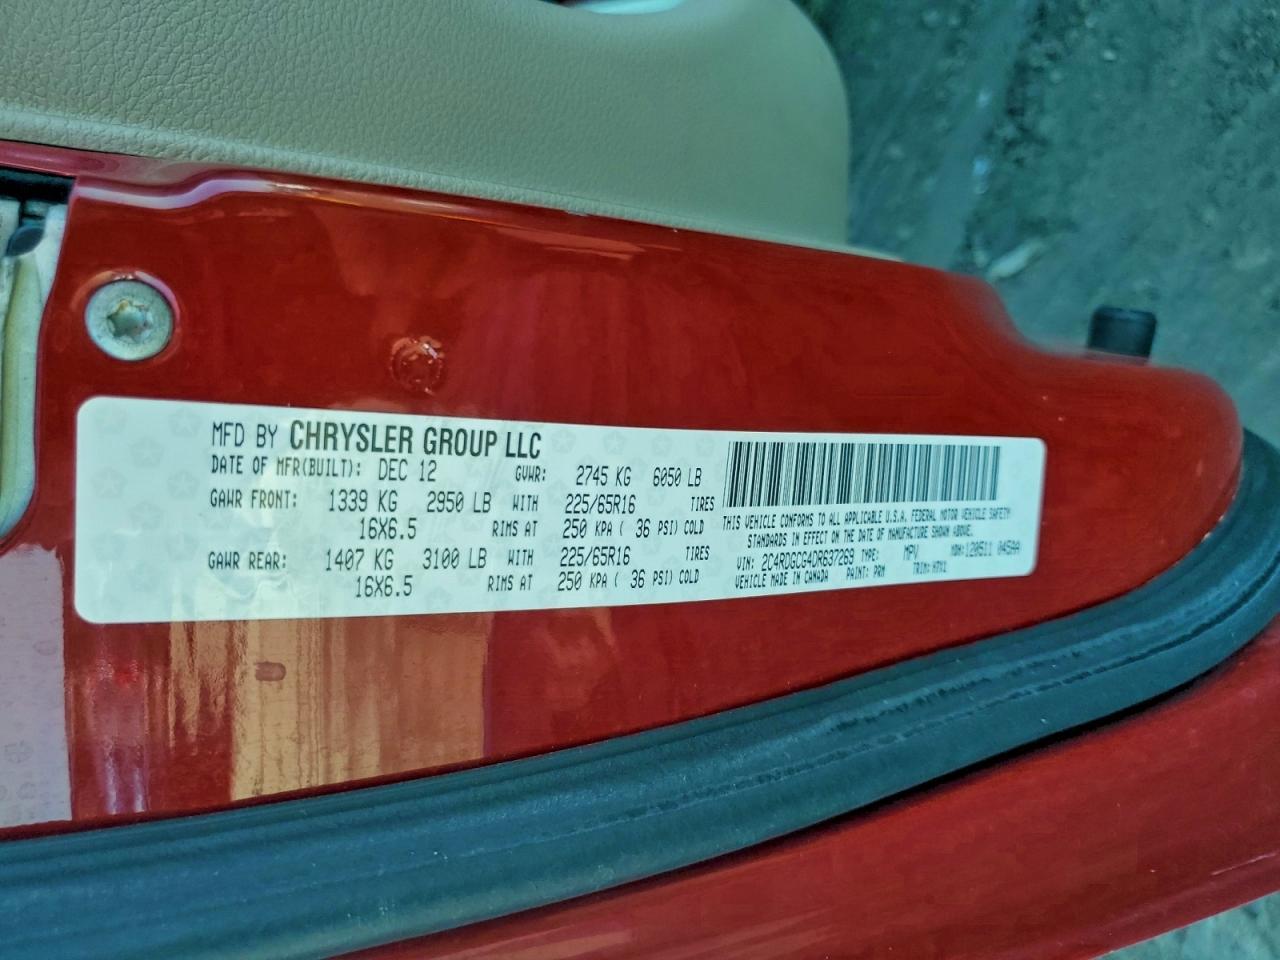 MFD BY CHRYSLER GROUP LLC
DATE OF MFR(BUILT): DEC 12 GVWR: 2745 KG 6050 LB
GAWR FRONT: 1339 KG 2950 LB WITH 225/65R16 TIRES
16X6.5 RIMS AT 250 KPA ( 36 PSI) COLD
GAWR REAR: 1407 KG 3100 LB WITH 225/65R16 TIRES
16X6.5 RIMS AT 250 KPA ( 36 PSI) COLD
THIS VEHICLE CONFORMS TO ALL APPLICABLE U.S.A. FEDERAL MOTOR VEHICLE SAFETY
STANDARDS IN EFFECT ON THE DATE OF MANUFACTURE SHOWN ABOVE.
VIN: 2C4RDGCG4DR637269 TYPE: MPV MDH: 120511 045AA
VEHICLE MADE IN CANADA PAINT: PRM TRIM: